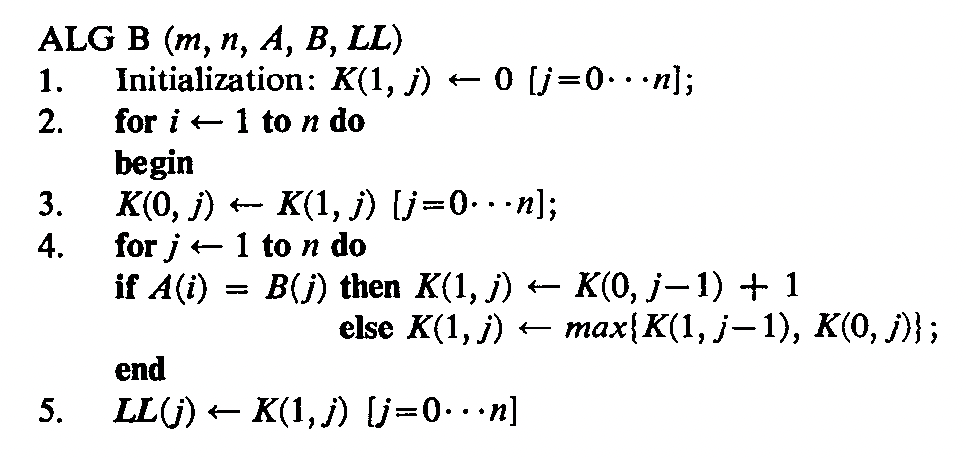 ALG B (m, n, A, B, LL)
1. Initialization: K(1, j) ← 0 [j=0···n];
2. for i ← 1 to n do
begin
3. K(0, j) ← K(1, j) [j=0···n];
4. for j ← 1 to n do
if A(i) = B(j) then K(1, j) ← K(0, j−1) + 1
else K(1, j) ← max{K(1, j−1), K(0, j)};
end
5. LL(j) ← K(1, j) [j=0···n]